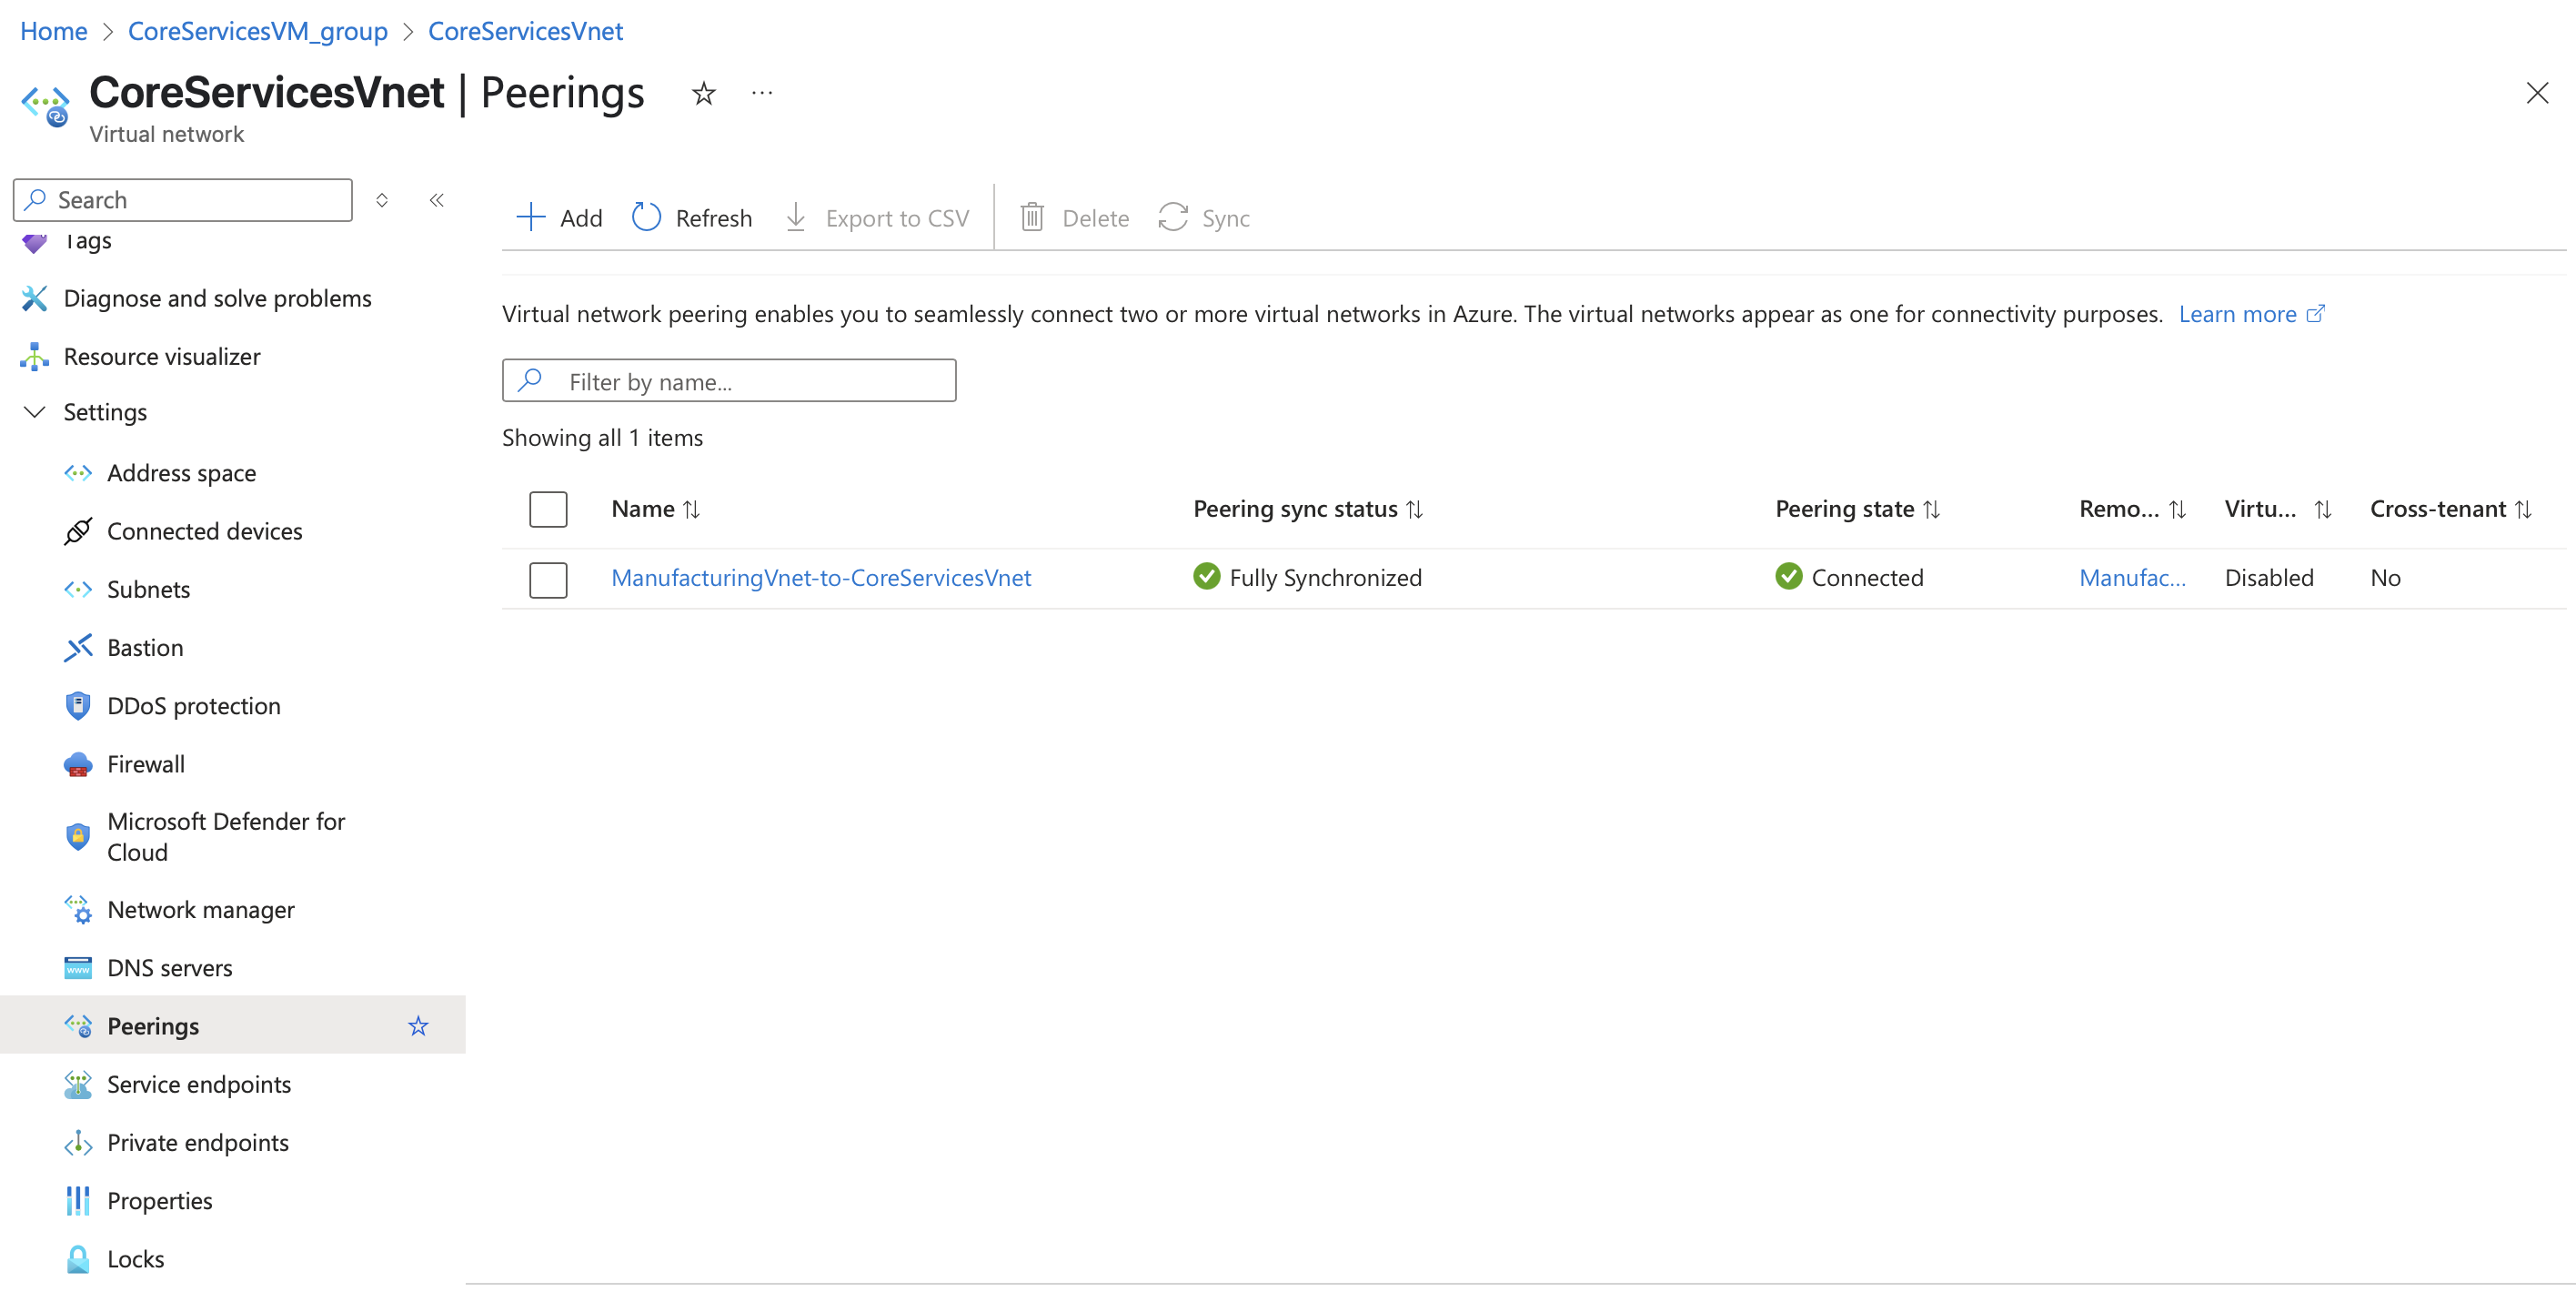 Home > CoreServicesVM_group > CoreServicesVnet
CoreServicesVnet | Peerings
Virtual network
Search
Tags
Diagnose and solve problems
Resource visualizer
Settings
Address space
Connected devices
Subnets
Bastion
DDoS protection
Firewall
Microsoft Defender for
Cloud
Network manager
DNS servers
Peerings
Service endpoints
Private endpoints
Properties
Locks
Add Refresh Export to CSV Delete Sync
Virtual network peering enables you to seamlessly connect two or more virtual networks in Azure. The virtual networks appear as one for connectivity purposes. Learn more
Filter by name...
Showing all 1 items
Name Peering sync status Peering state Remo... Virtu... Cross-tenant
ManufacturingVnet-to-CoreServicesVnet Fully Synchronized Connected Manufac... Disabled No